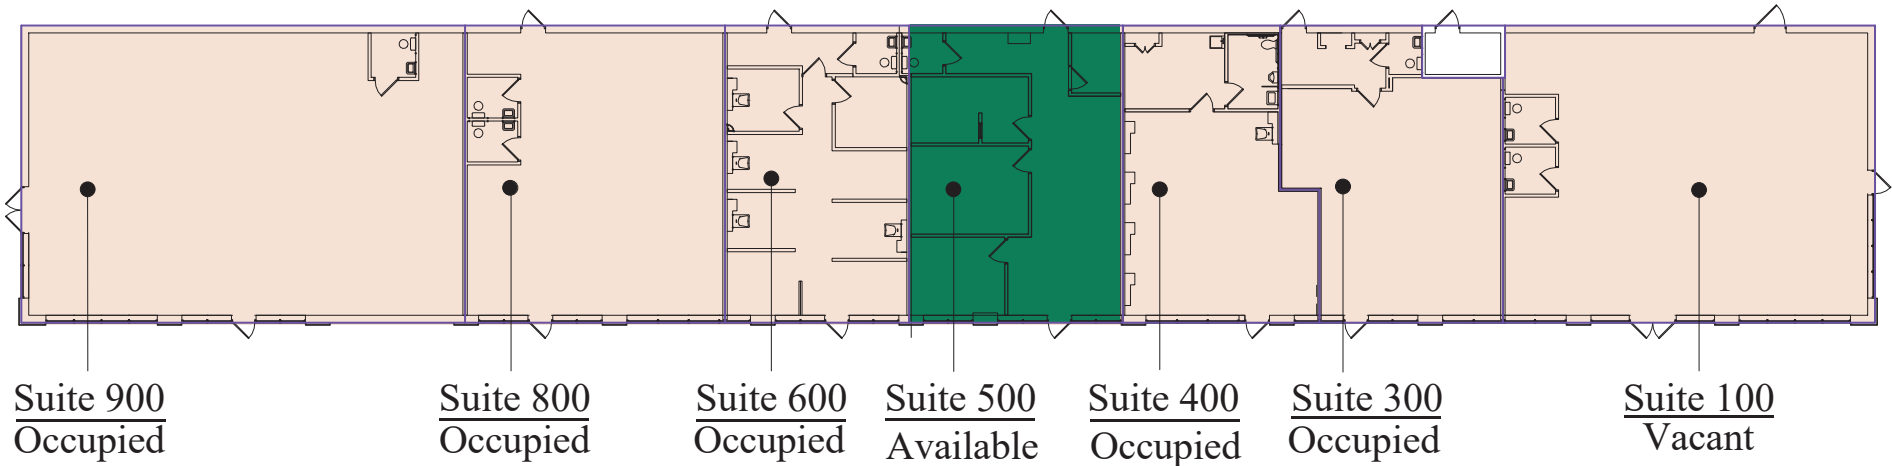 Suite 900
Occupied
Suite 800
Occupied
Suite 600
Occupied
Suite 500
Available
Suite 400
Occupied
Suite 300
Occupied
Suite 100
Vacant